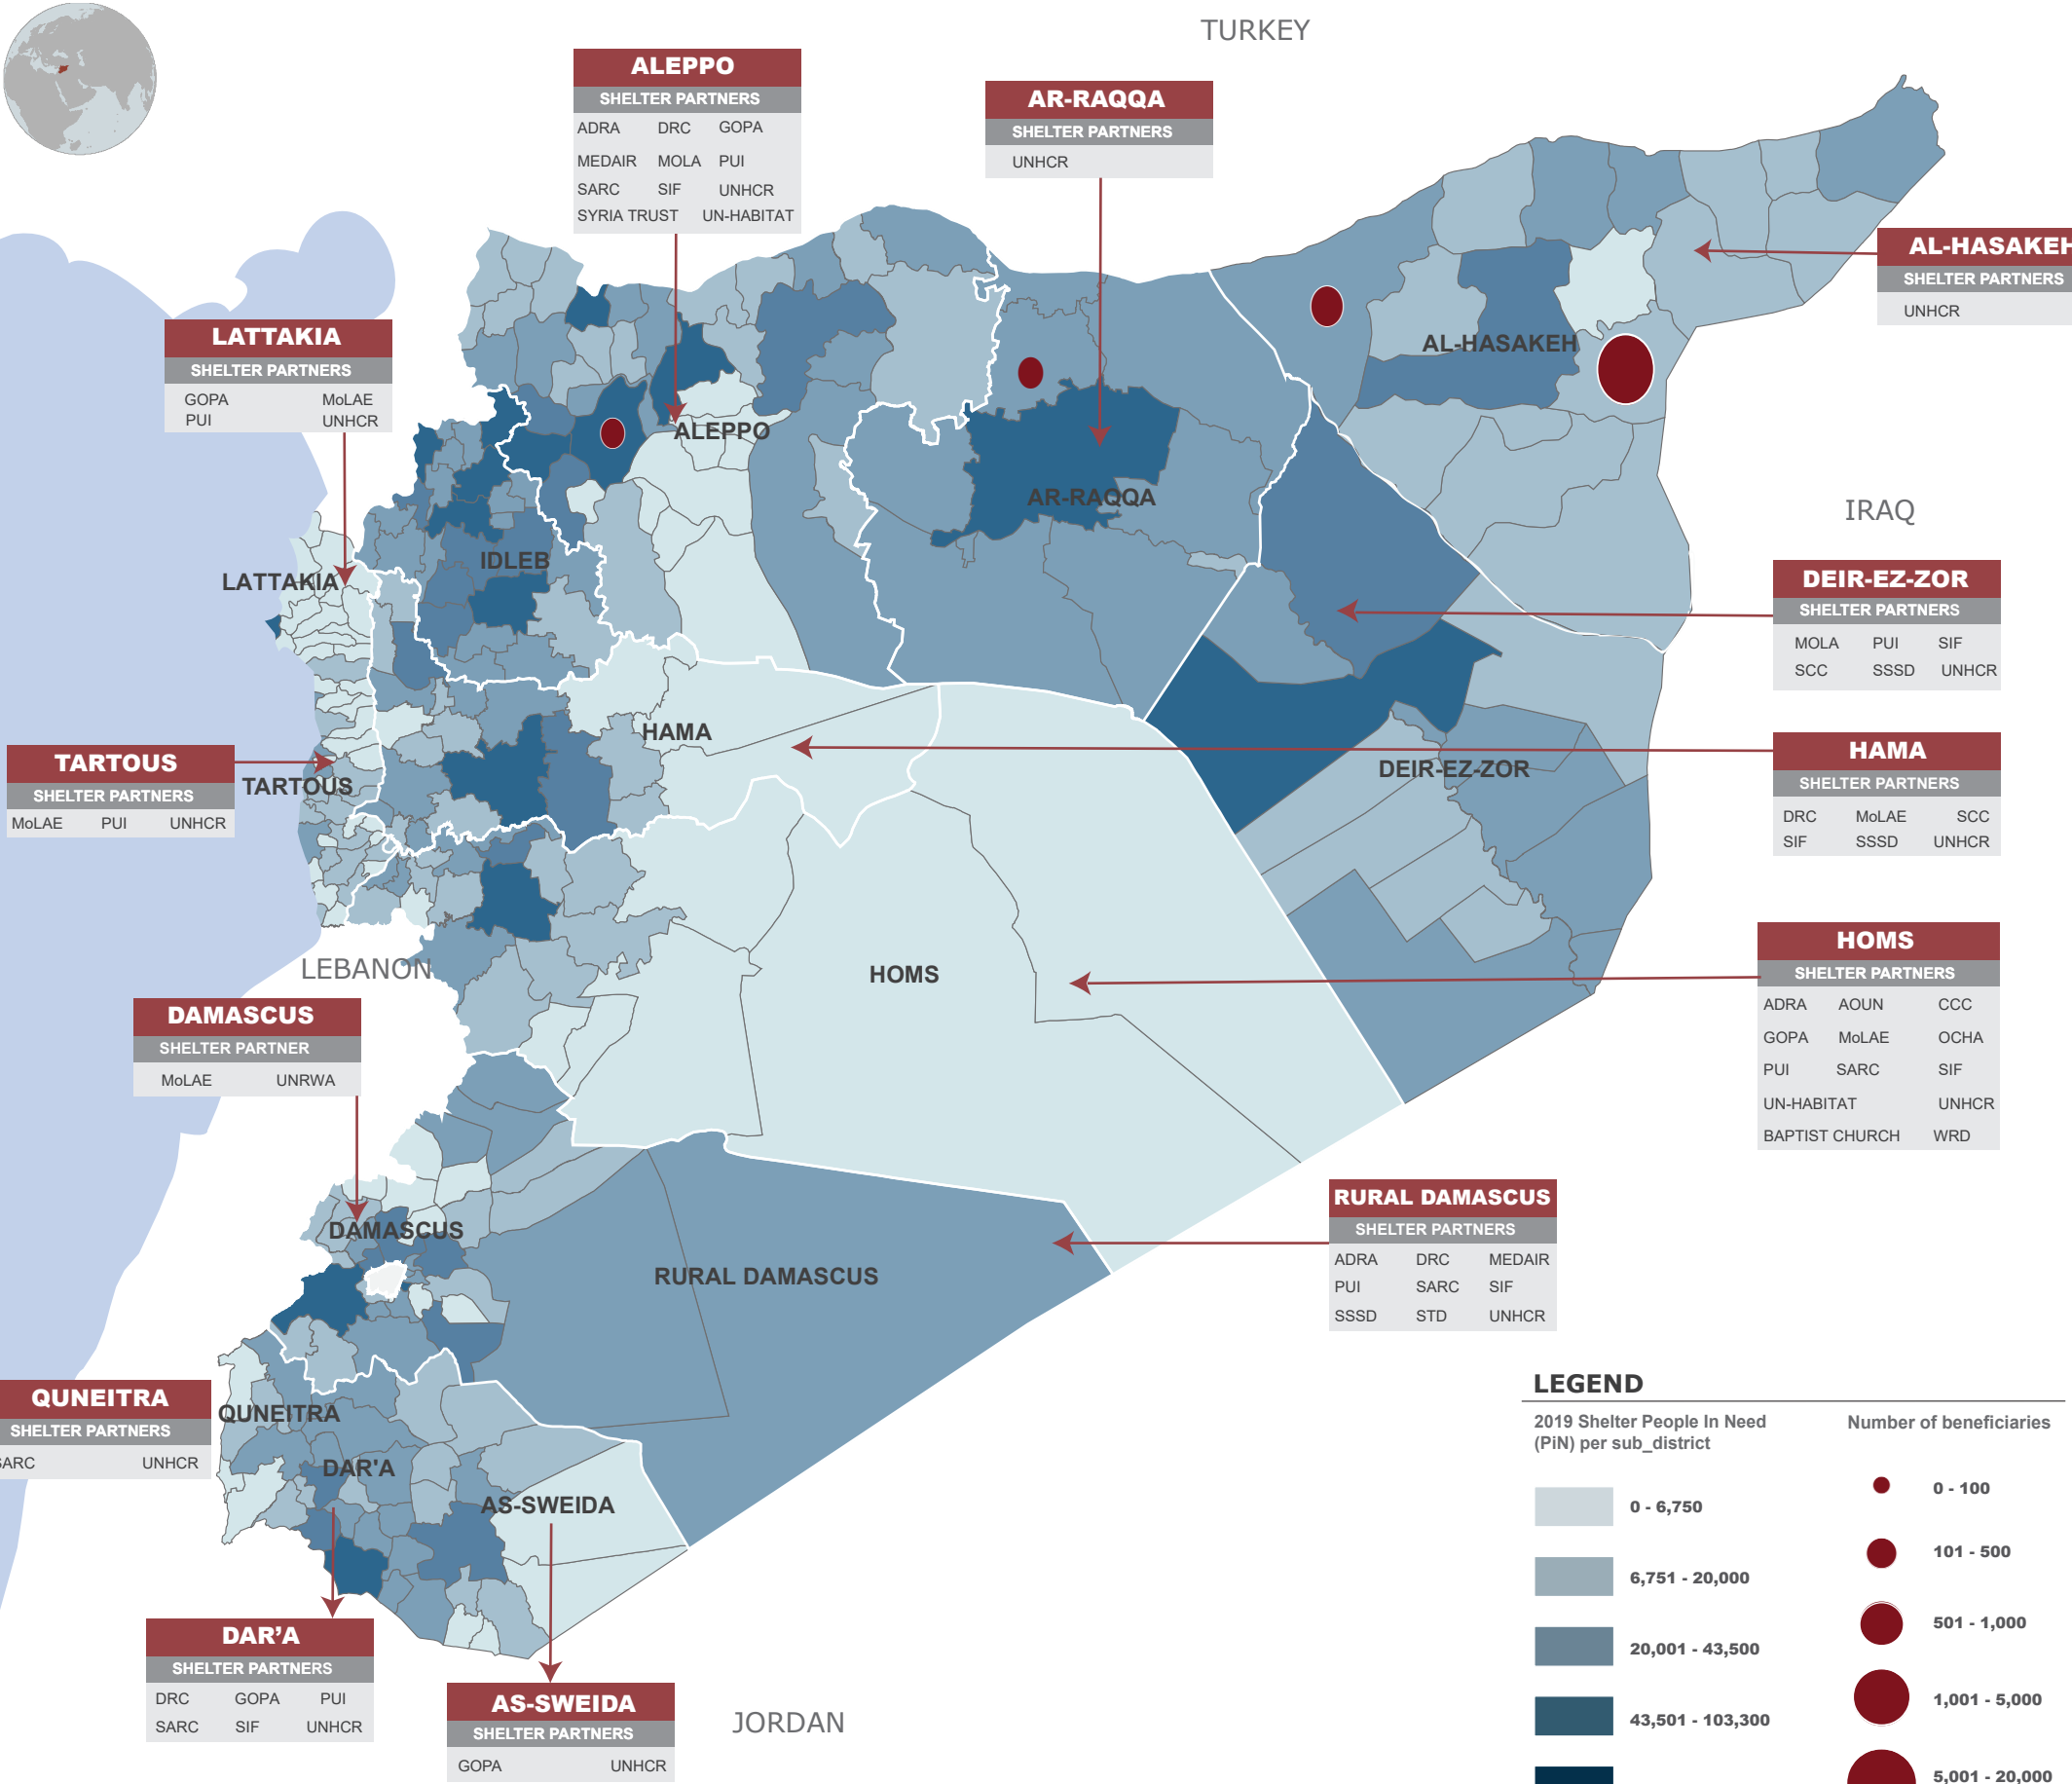 TURKEY
ALEPPO
SHELTER PARTNERS
ADRA DRC GOPA
MEDAIR MOLA PUI
SARC SIF UNHCR
SYRIA TRUST UN-HABITAT
AR-RAQQA
SHELTER PARTNERS
UNHCR
AL-HASAKEH
SHELTER PARTNERS
UNHCR
LATTAKIA
SHELTER PARTNERS
GOPA MoLAE
PUI UNHCR
AL-HASAKEH
ALEPPO
AR-RAQQA
IRAQ
IDLEB
LATTAKIA
DEIR-EZ-ZOR
SHELTER PARTNERS
MOLA PUI SIF
SCC SSSD UNHCR
HAMA
TARTOUS
SHELTER PARTNERS
MoLAE PUI UNHCR
TARTOUS
DEIR-EZ-ZOR
HAMA
SHELTER PARTNERS
DRC MoLAE SCC
SIF SSSD UNHCR
LEBANON
HOMS
HOMS
SHELTER PARTNERS
ADRA AOUN CCC
GOPA MoLAE OCHA
PUI SARC SIF
UN-HABITAT UNHCR
BAPTIST CHURCH WRD
DAMASCUS
SHELTER PARTNER
MoLAE UNRWA
DAMASCUS
RURAL DAMASCUS
RURAL DAMASCUS
SHELTER PARTNERS
ADRA DRC MEDAIR
PUI SARC SIF
SSSD STD UNHCR
QUNEITRA
SHELTER PARTNERS
SARC UNHCR
QUNEITRA
DAR'A
AS-SWEIDA
DAR’A
SHELTER PARTNERS
DRC GOPA PUI
SARC SIF UNHCR
AS-SWEIDA
SHELTER PARTNERS
GOPA UNHCR
JORDAN
LEGEND
2019 Shelter People In Need
(PiN) per sub_district
0 - 6,750
6,751 - 20,000
20,001 - 43,500
43,501 - 103,300
Number of beneficiaries
0 - 100
101 - 500
501 - 1,000
1,001 - 5,000
5,001 - 20,000